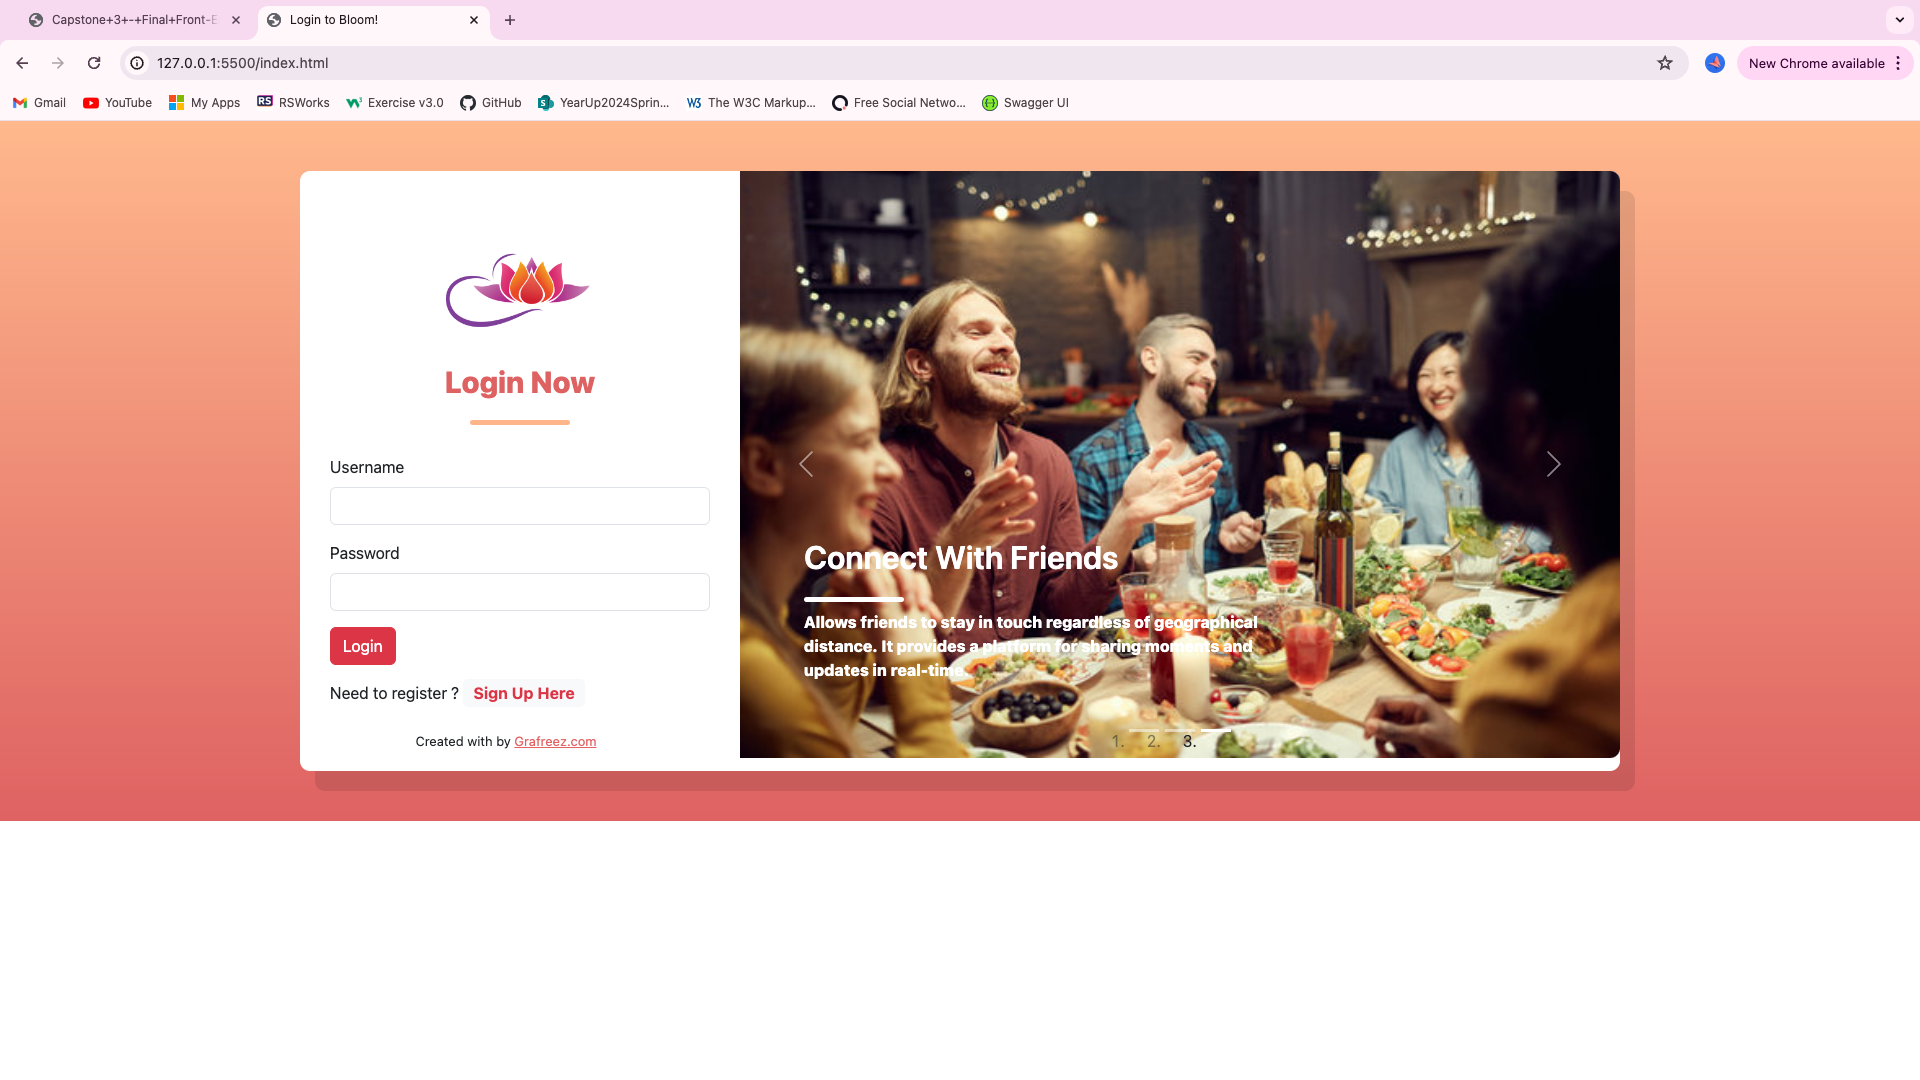 Capstone+3+-+Final+Front-E
Login to Bloom!
127.0.0.1:5500/index.html
New Chrome available
Gmail
YouTube
My Apps
RS
RSWorks
Exercise v3.0
GitHub
S
YearUp2024Sprin...
W3
The W3C Markup...
Free Social Netwo...
Swagger UI
Login Now
Username
Password
Login
Need to register ? Sign Up Here
Created with by Grafreez.com
Connect With Friends
Allows friends to stay in touch regardless of geographical
distance. It provides a platform for sharing moments and
updates in real-time.
1. 2. 3.